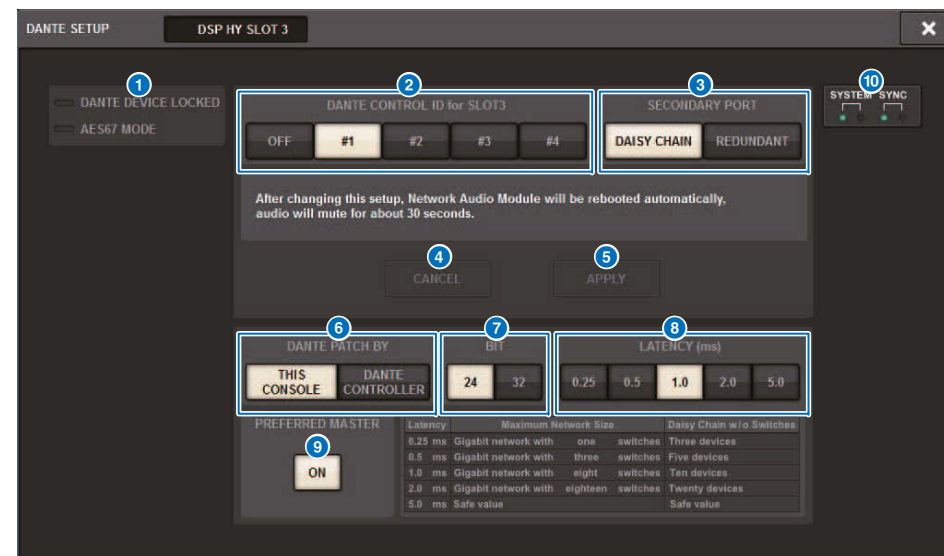 DANTE SETUP
DSP HY SLOT 3
×
1
DANTE DEVICE LOCKED
AES67 MODE
2
DANTE CONTROL ID for SLOT3
OFF
#1
#2
#3
#4
3
SECONDARY PORT
DAISY CHAIN
REDUNDANT
10
SYSTEM SYNC
After changing this setup, Network Audio Module will be rebooted automatically,
audio will mute for about 30 seconds.
4
CANCEL
5
APPLY
6
DANTE PATCH BY
THIS
CONSOLE
DANTE
CONTROLLER
7
BIT
24
32
8
LATENCY (ms)
0.25
0.5
1.0
2.0
5.0
PREFERRED MASTER
9
ON
Latency Maximum Network Size Daisy Chain w/o Switches
0.25 ms Gigabit network with one switches Three devices
0.5 ms Gigabit network with three switches Five devices
1.0 ms Gigabit network with eight switches Ten devices
2.0 ms Gigabit network with eighteen switches Twenty devices
5.0 ms Safe value Safe value